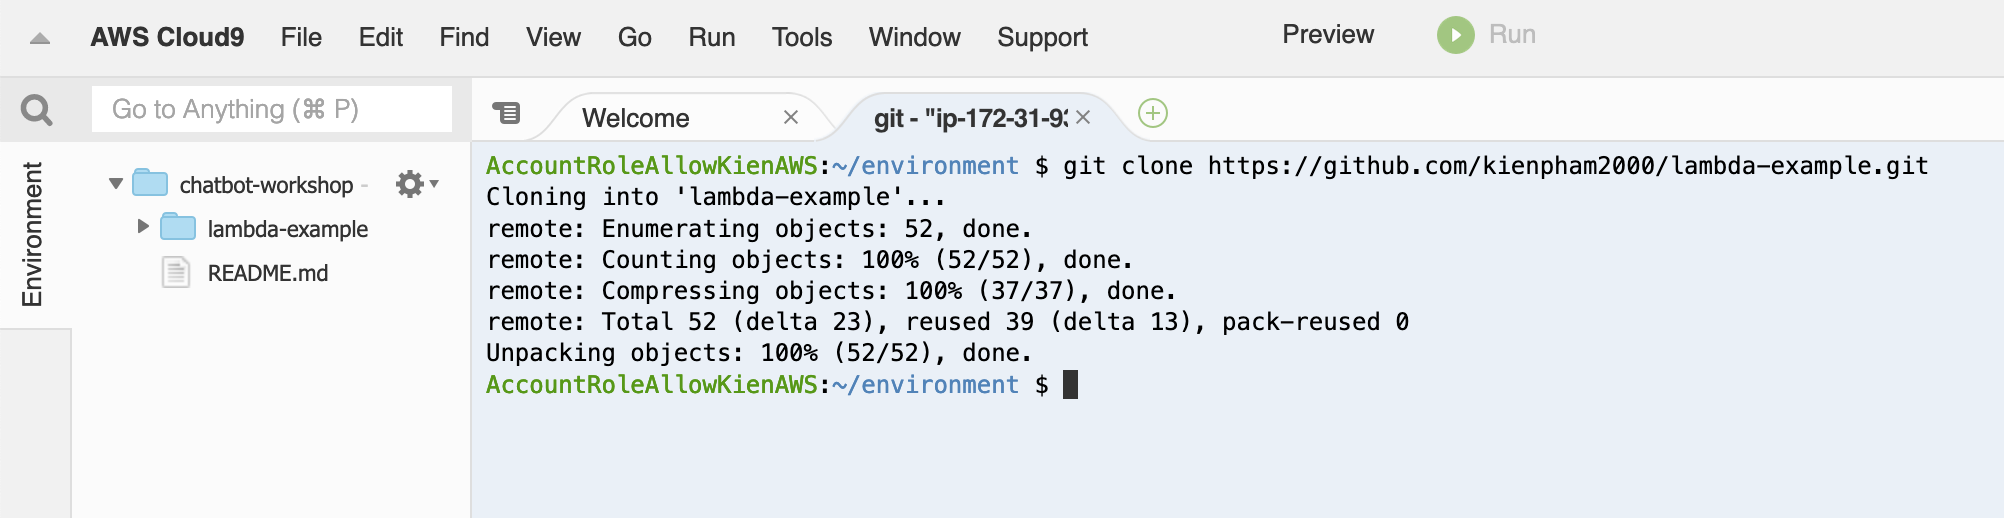 AWS Cloud9 File Edit Find View Go Run Tools Window Support Preview Run
Go to Anything (⌘ P)
Welcome
git - "ip-172-31-93
Environment
chatbot-workshop -
lambda-example
README.md
AccountRoleAllowKienAWS:~/environment $ git clone https://github.com/kienpham2000/lambda-example.git
Cloning into 'lambda-example'...
remote: Enumerating objects: 52, done.
remote: Counting objects: 100% (52/52), done.
remote: Compressing objects: 100% (37/37), done.
remote: Total 52 (delta 23), reused 39 (delta 13), pack-reused 0
Unpacking objects: 100% (52/52), done.
AccountRoleAllowKienAWS:~/environment $